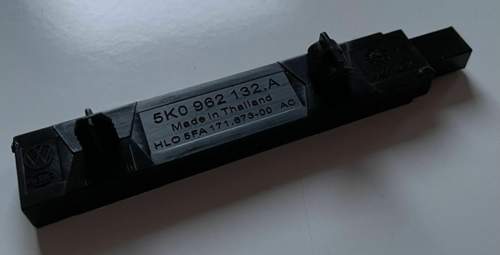 5K0 962 132.A
Made in Thailand
HLO 5FA 171.673-00 AC